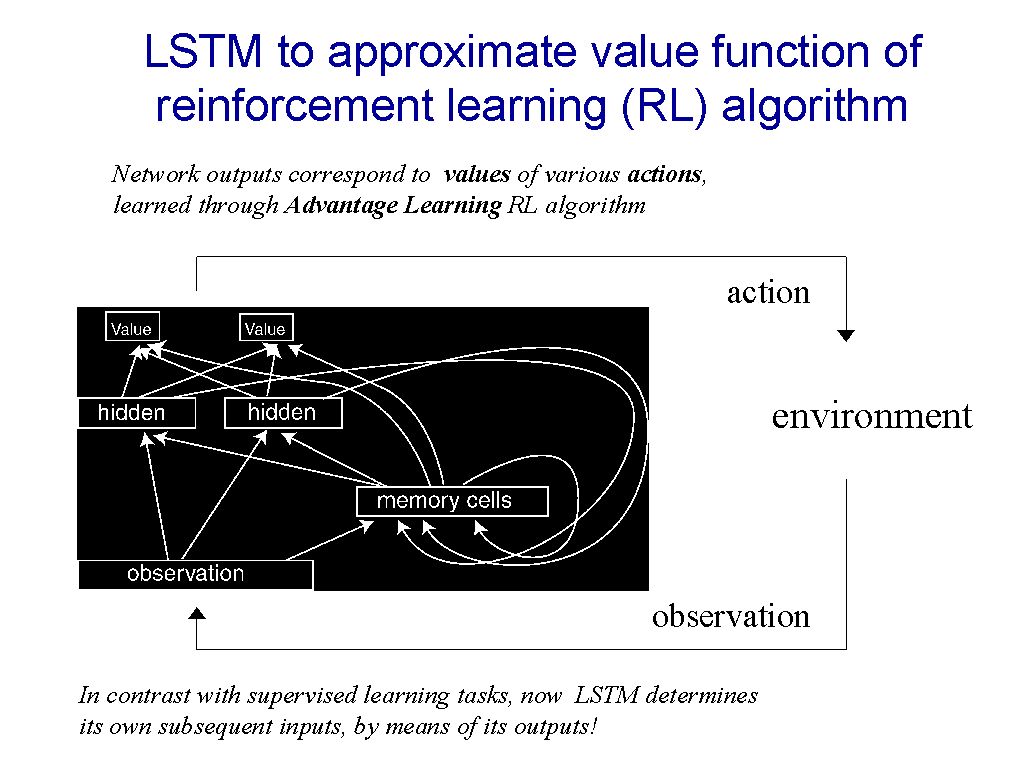 LSTM to approximate value function of
reinforcement learning (RL) algorithm
Network outputs correspond to values of various actions,
learned through Advantage Learning RL algorithm
action
Value Value
hidden hidden
environment
memory cells
observation
observation
In contrast with supervised learning tasks, now LSTM determines
its own subsequent inputs, by means of its outputs!